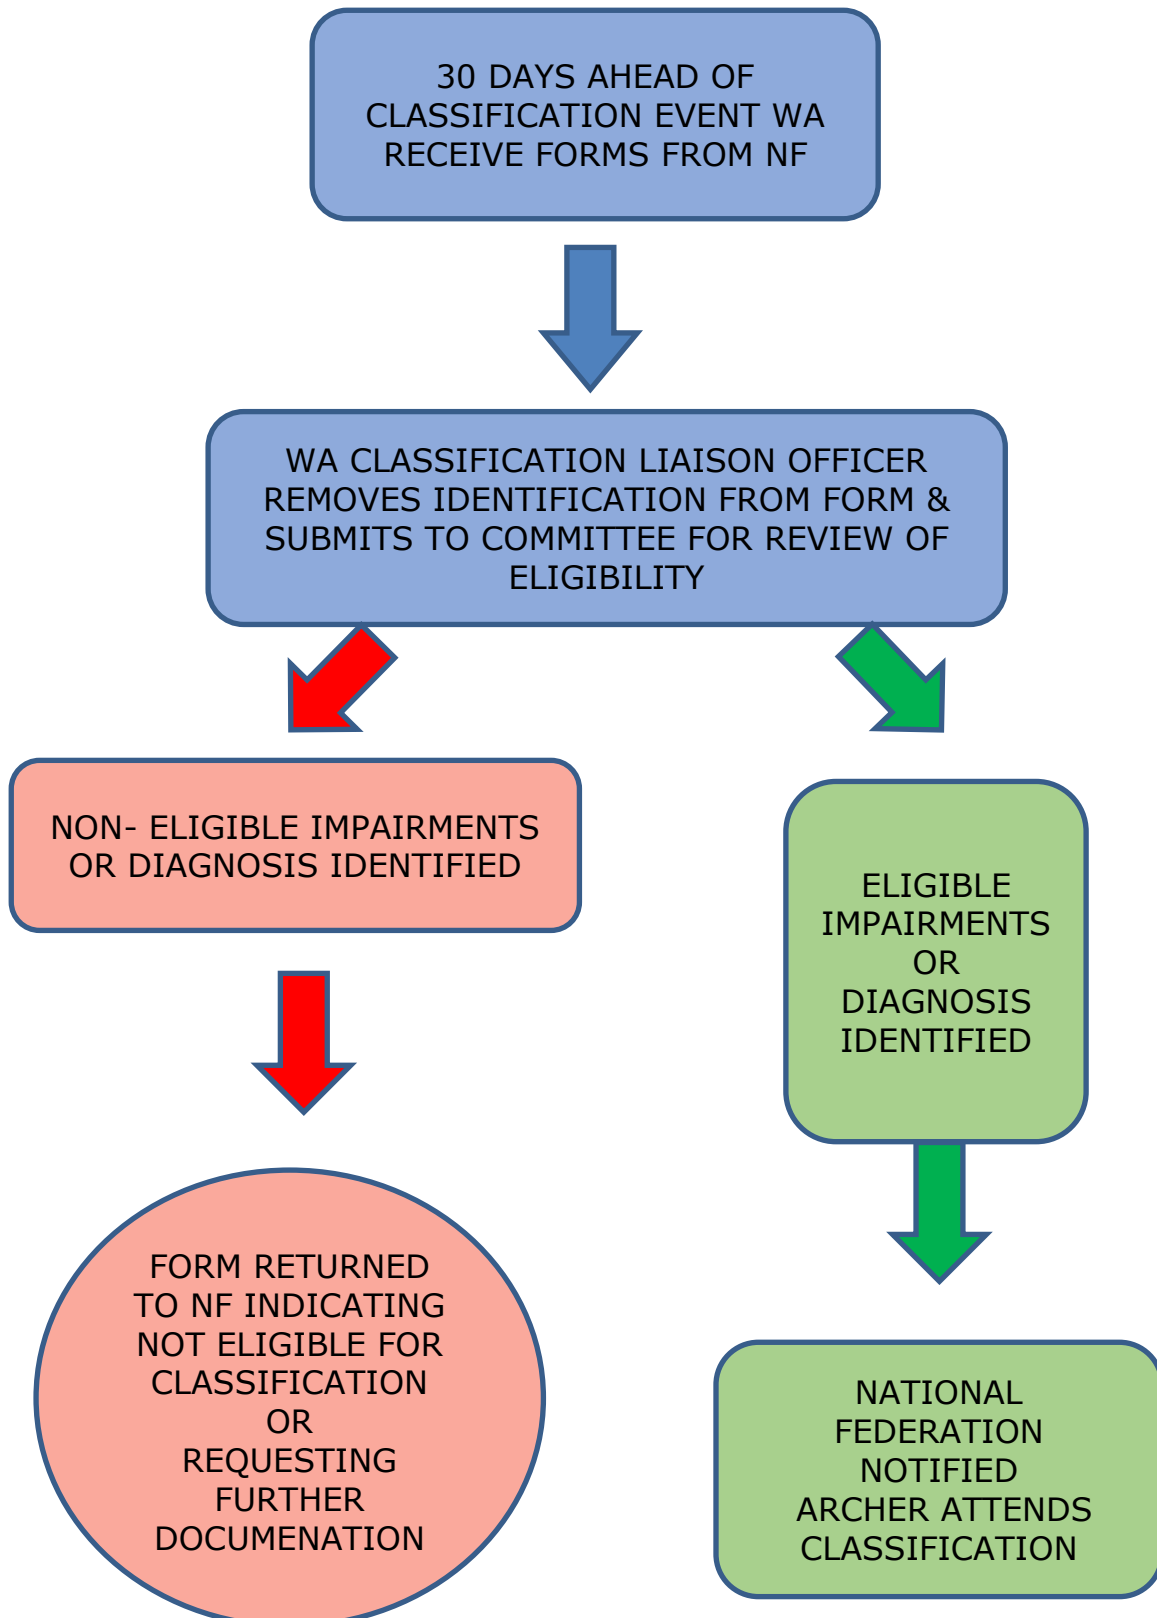 30 DAYS AHEAD OF
CLASSIFICATION EVENT WA
RECEIVE FORMS FROM NF
WA CLASSIFICATION LIAISON OFFICER
REMOVES IDENTIFICATION FROM FORM &
SUBMITS TO COMMITTEE FOR REVIEW OF
ELIGIBILITY
NON- ELIGIBLE IMPAIRMENTS
OR DIAGNOSIS IDENTIFIED
ELIGIBLE
IMPAIRMENTS
OR
DIAGNOSIS
IDENTIFIED
FORM RETURNED
TO NF INDICATING
NOT ELIGIBLE FOR
CLASSIFICATION
OR
REQUESTING
FURTHER
DOCUMENATION
NATIONAL
FEDERATION
NOTIFIED
ARCHER ATTENDS
CLASSIFICATION